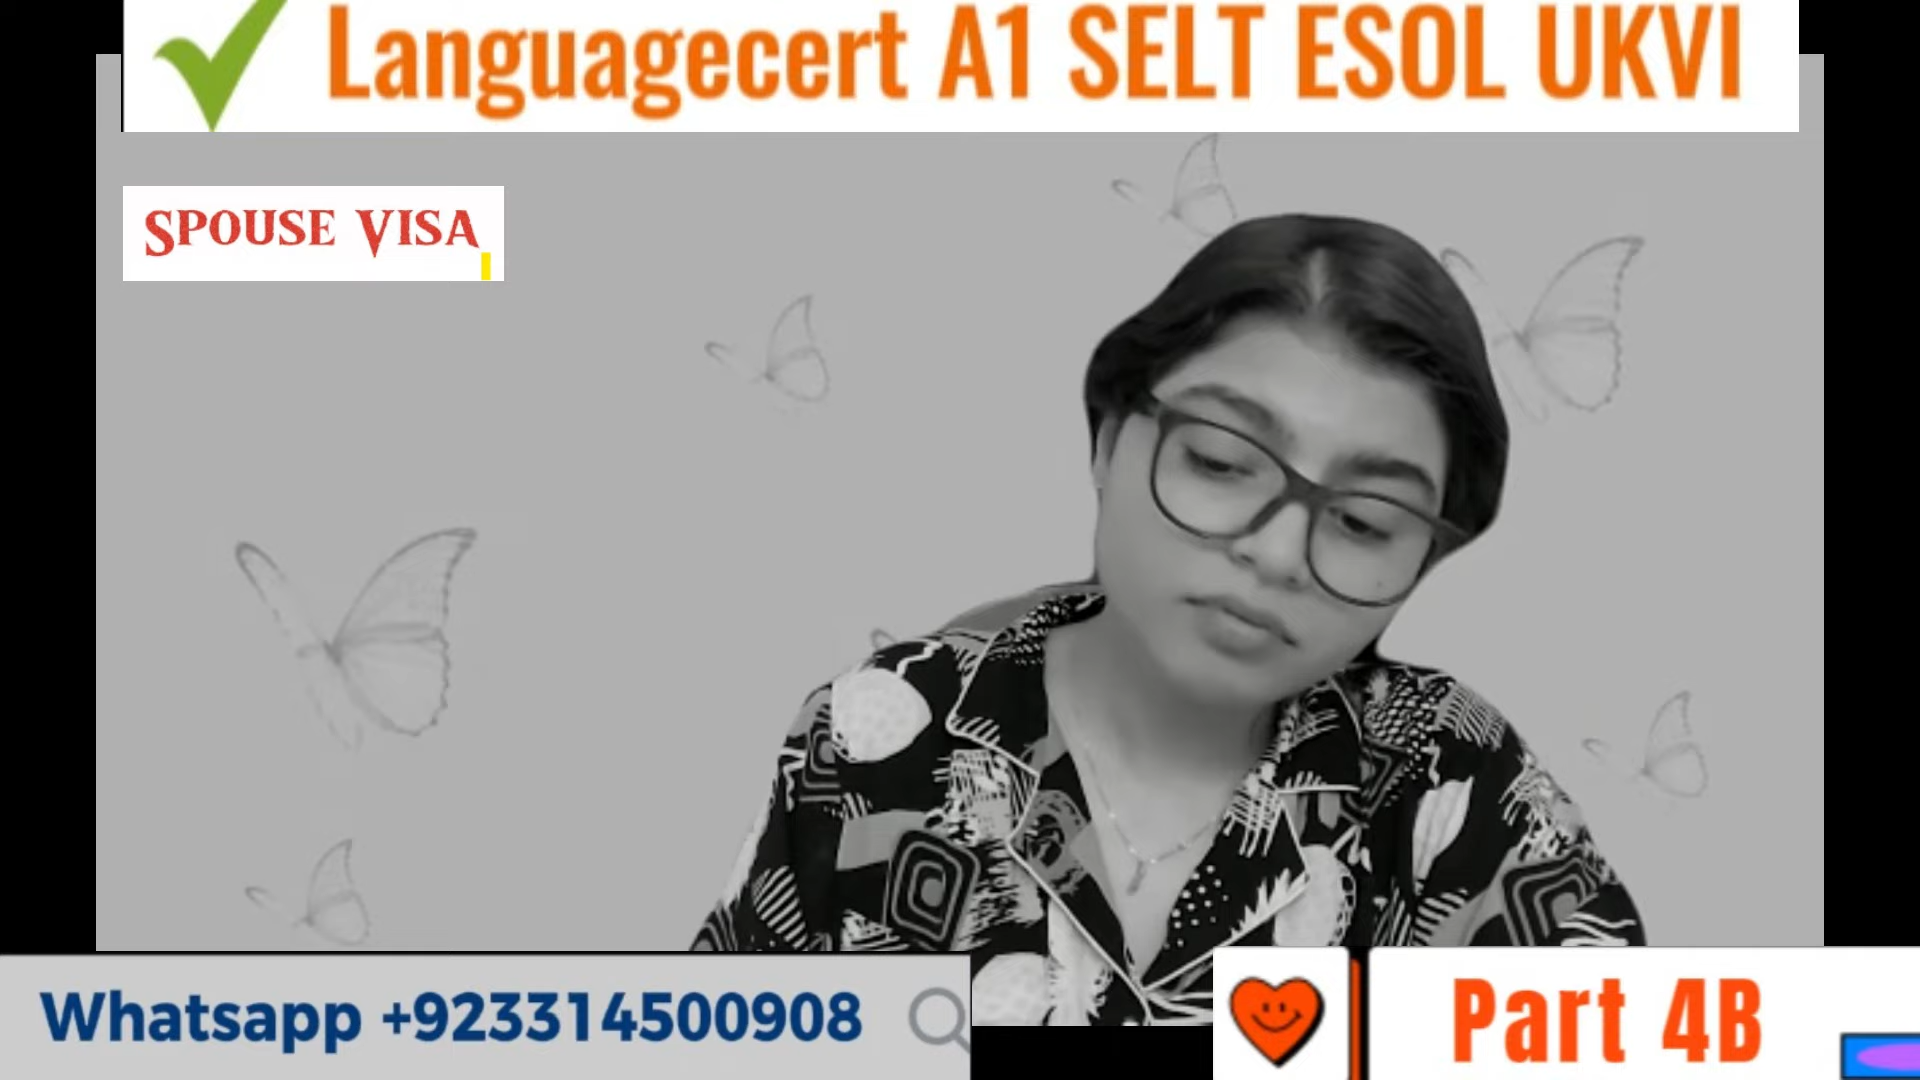 Languagecert A1 SELT ESOL UKVI
SPOUSE VISA
Whatsapp +923314500908
Part 4B